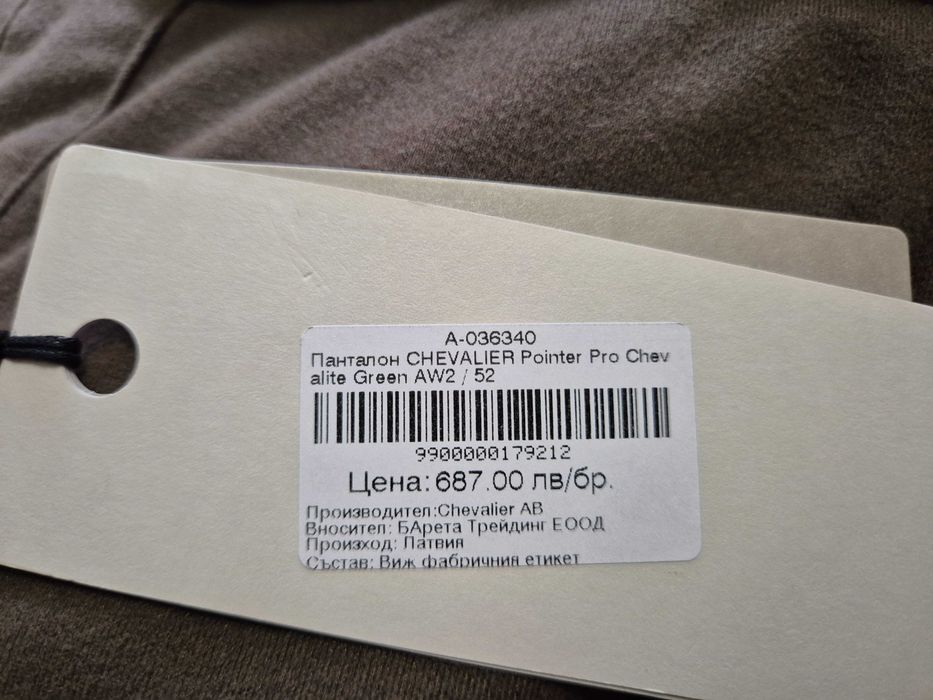 A-036340
Панталон CHEVALIER Pointer Pro Chev
alite Green AW2 / 52
9900000179212
Цена: 687.00 лв/бр.
Производител:Chevalier AB
Вносител: БАрета Трейдинг ЕООД
Произход: Латвия
Състав: Виж фабричния етикет